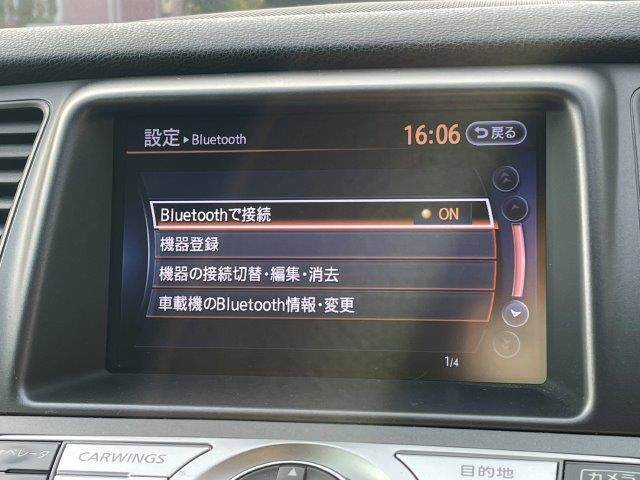 設定▶Bluetooth 16:06 戻る
Bluetoothで接続 ON
機器登録
機器の接続切替・編集・消去
車載機のBluetooth情報・変更
1/4
CARWINGS 目的地 カメラ